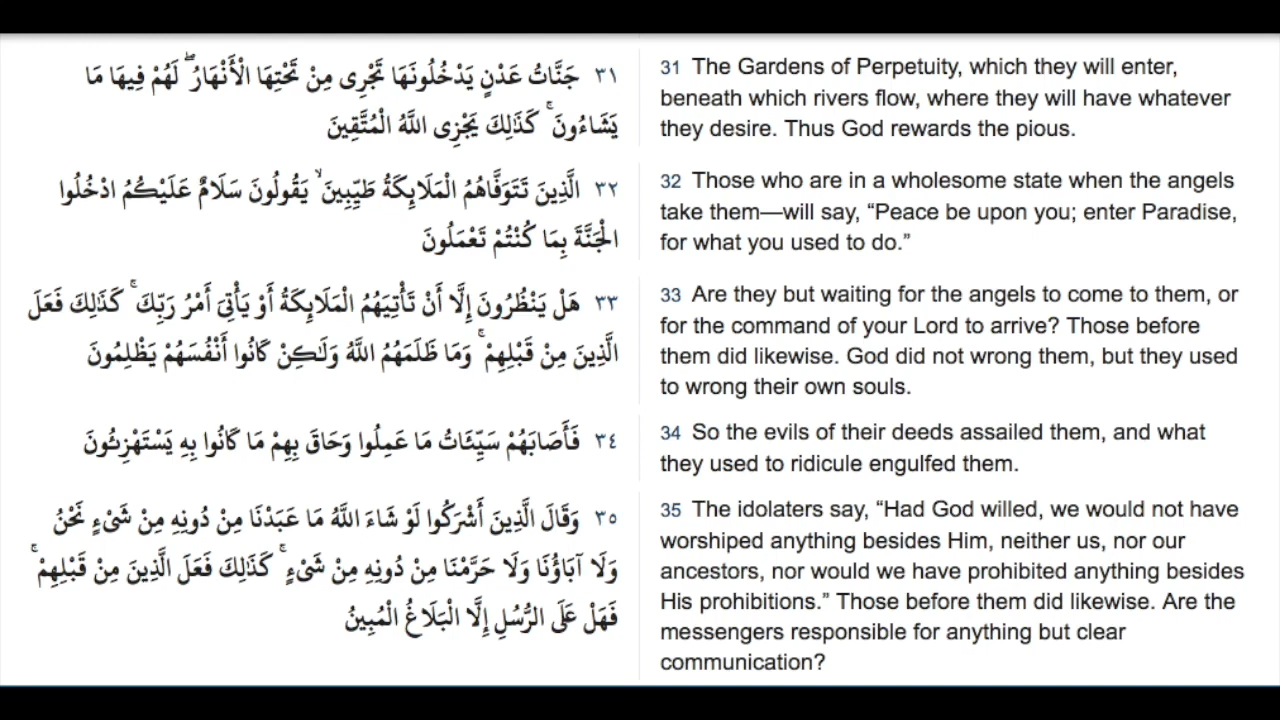 ٣١ جَنَّاتُ عَدْنٍ يَدْخُلُونَهَا تَجْرِى مِنْ تَحْتِهَا الْأَنْهَارُ ۖ لَهُمْ فِيهَا مَا
يَشَاءُونَ ۚ كَذَٰلِكَ يَجْزِى اللَّهُ الْمُتَّقِينَ
31 The Gardens of Perpetuity, which they will enter,
beneath which rivers flow, where they will have whatever
they desire. Thus God rewards the pious.
٣٢ الَّذِينَ تَتَوَفَّاهُمُ الْمَلَايِكَةُ طَيِّبِينَ ۙ يَقُولُونَ سَلَامٌ عَلَيْكُمُ ادْخُلُوا
الْجَنَّةَ بِمَا كُنْتُمْ تَعْمَلُونَ
32 Those who are in a wholesome state when the angels
take them—will say, “Peace be upon you; enter Paradise,
for what you used to do.”
٣٣ هَلْ يَنْظُرُونَ إِلَّا أَنْ تَأْتِيَهُمُ الْمَلَايِكَةُ أَوْ يَأْتِىَ أَمْرُ رَبِّكَ ۚ كَذَٰلِكَ فَعَلَ
الَّذِينَ مِنْ قَبْلِهِمْ ۚ وَمَا ظَلَمَهُمُ اللَّهُ وَلَٰكِنْ كَانُوا أَنْفُسَهُمْ يَظْلِمُونَ
33 Are they but waiting for the angels to come to them, or
for the command of your Lord to arrive? Those before
them did likewise. God did not wrong them, but they used
to wrong their own souls.
٣٤ فَأَصَابَهُمْ سَيِّئَاتُ مَا عَمِلُوا وَحَاقَ بِهِمْ مَا كَانُوا بِهِ يَسْتَهْزِئُونَ
34 So the evils of their deeds assailed them, and what
they used to ridicule engulfed them.
٣٥ وَقَالَ الَّذِينَ أَشْرَكُوا لَوْ شَاءَ اللَّهُ مَا عَبَدْنَا مِنْ دُونِهِ مِنْ شَىْءٍ نَحْنُ
وَلَا آبَاؤُنَا وَلَا حَرَّمْنَا مِنْ دُونِهِ مِنْ شَىْءٍ ۚ كَذَٰلِكَ فَعَلَ الَّذِينَ مِنْ قَبْلِهِمْ ۚ
فَهَلْ عَلَى الرُّسُلِ إِلَّا الْبَلَاغُ الْمُبِينُ
35 The idolaters say, “Had God willed, we would not have
worshiped anything besides Him, neither us, nor our
ancestors, nor would we have prohibited anything besides
His prohibitions.” Those before them did likewise. Are the
messengers responsible for anything but clear
communication?